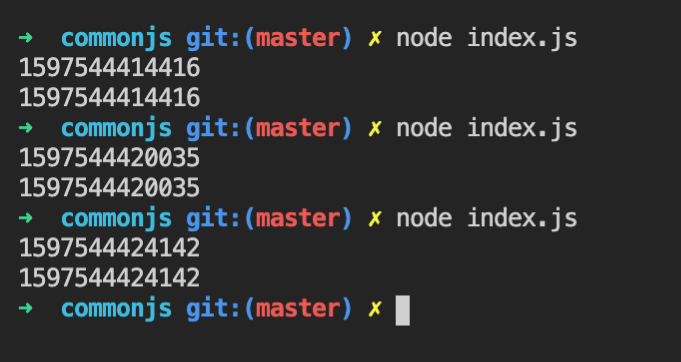 ➜ commonjs git:(master) ✗ node index.js
1597544414416
1597544414416
➜ commonjs git:(master) ✗ node index.js
1597544420035
1597544420035
➜ commonjs git:(master) ✗ node index.js
1597544424142
1597544424142
➜ commonjs git:(master) ✗